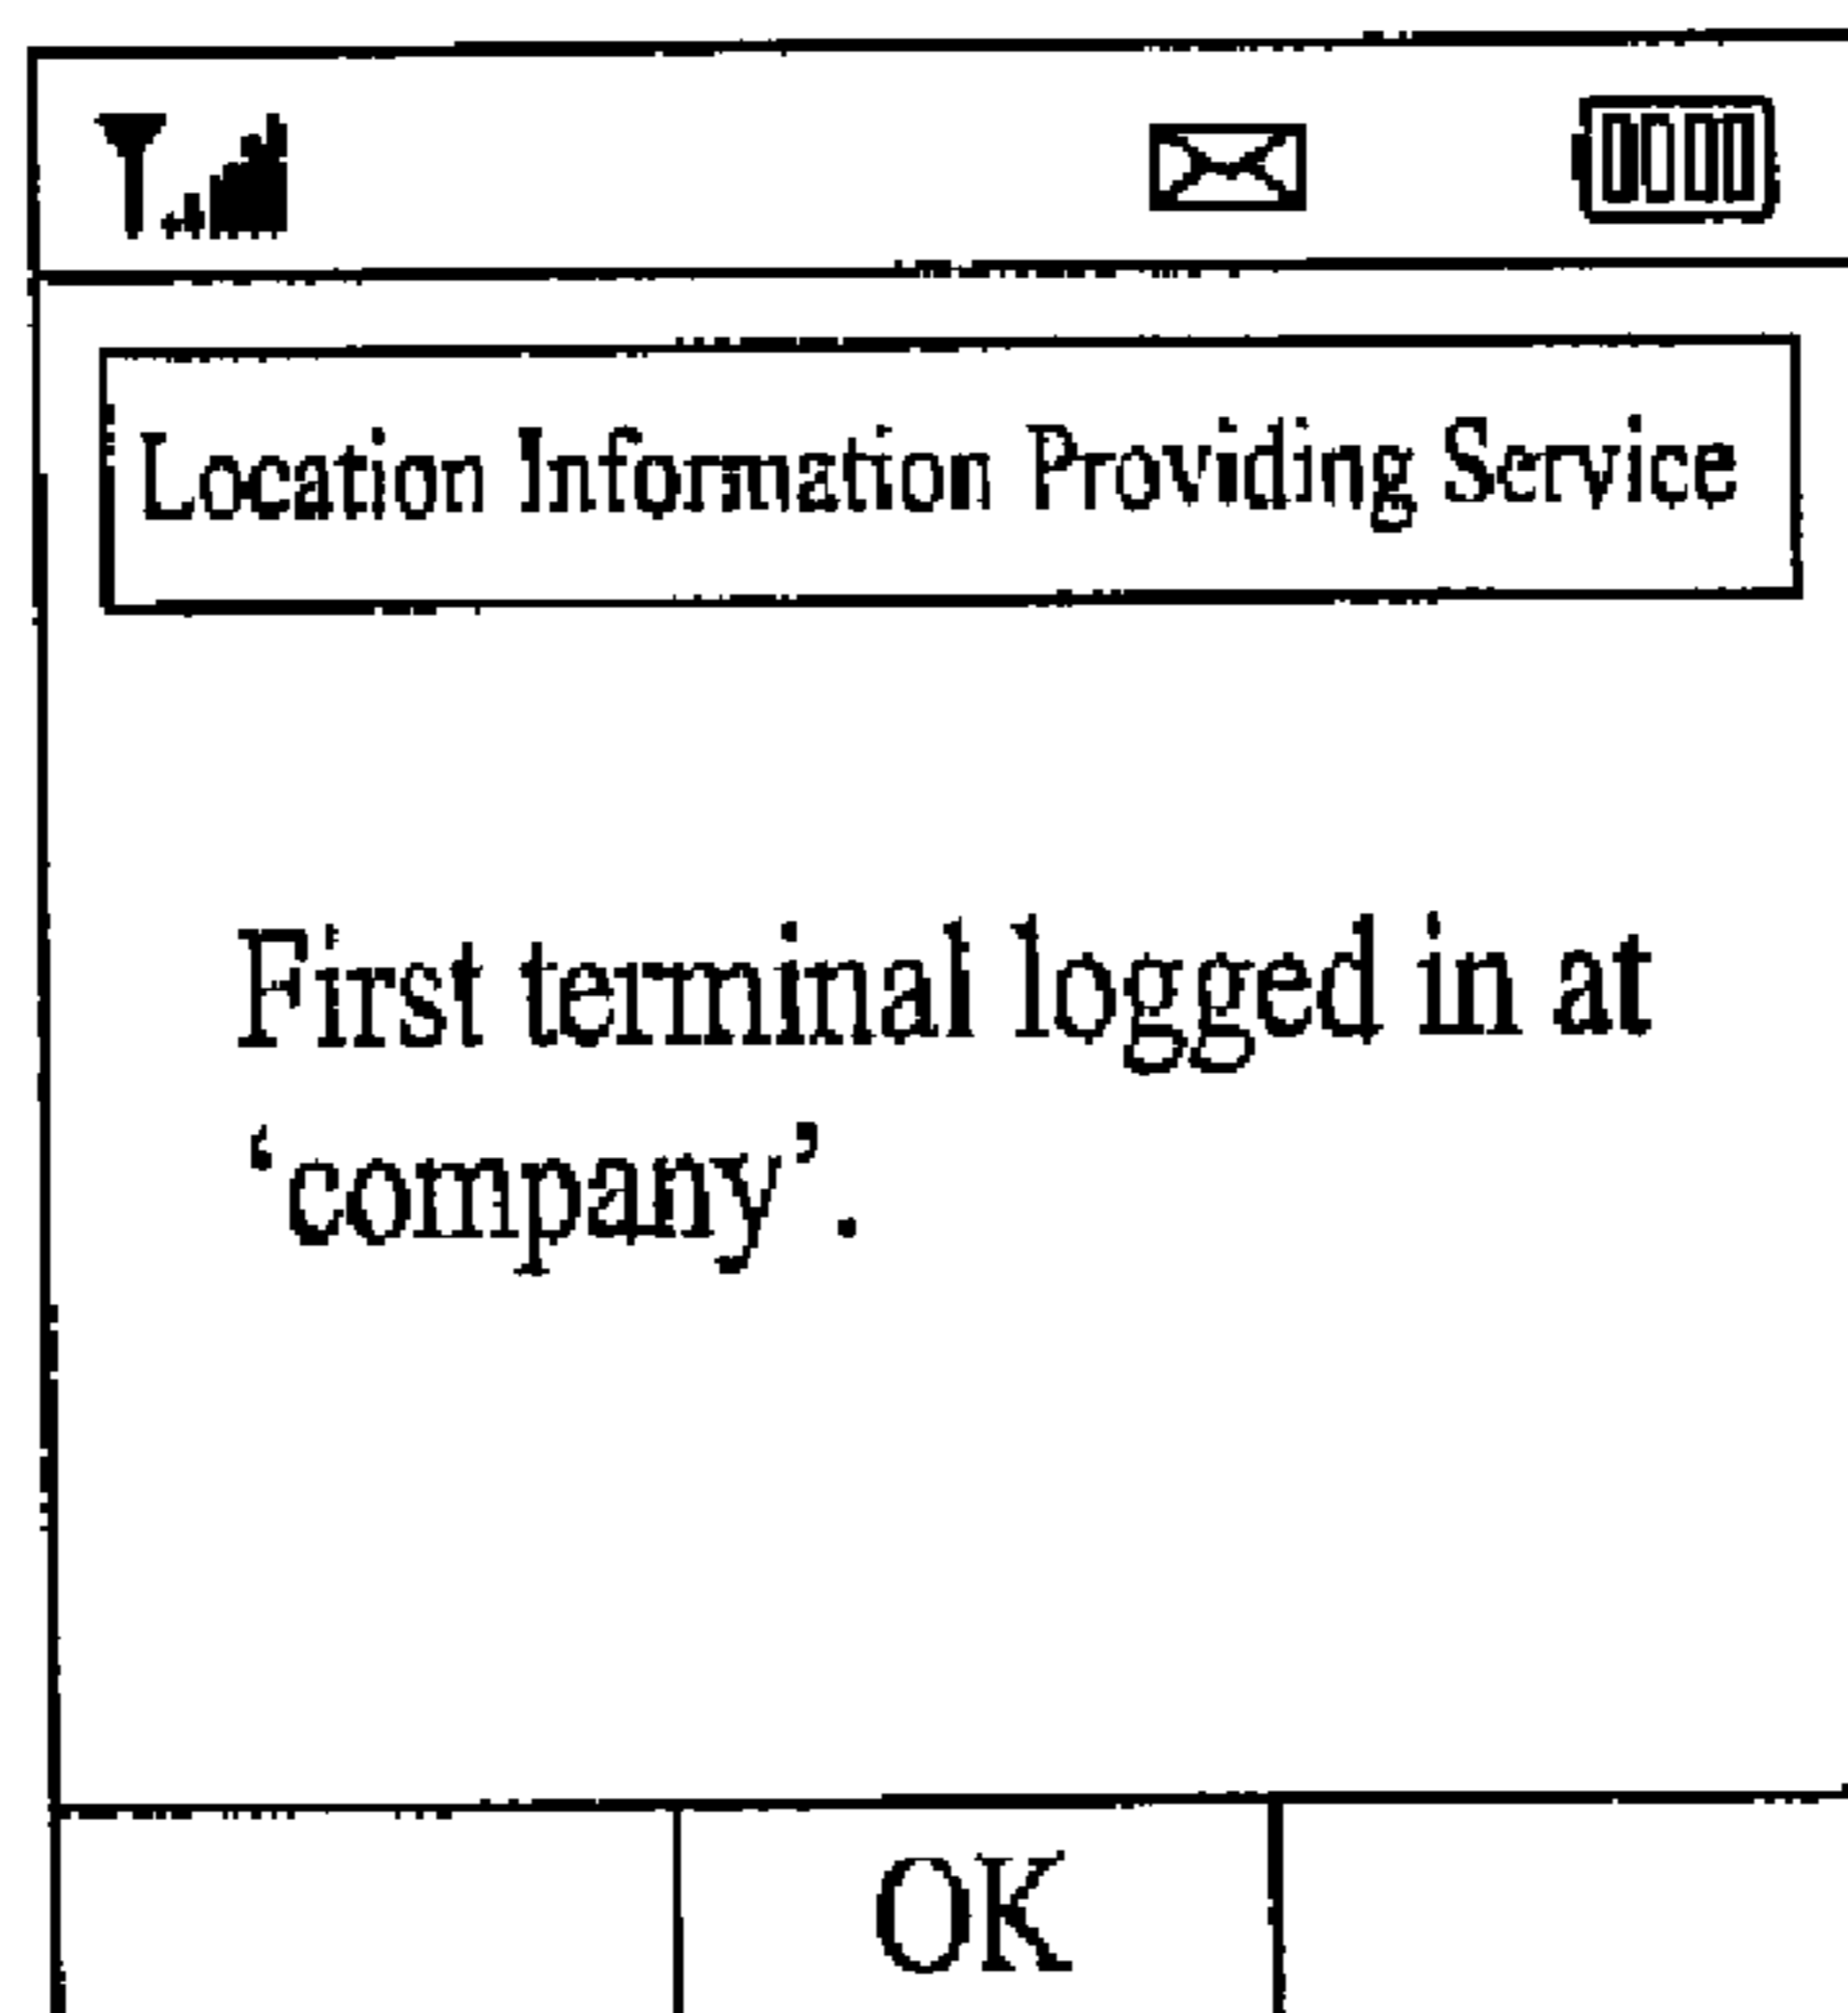 Location Information Providing Service
First terminal logged in at
‘company’.
OK